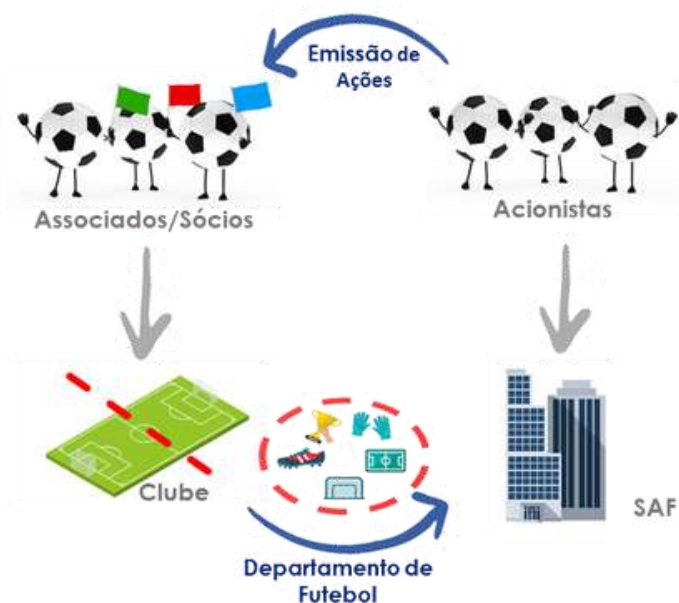 Emissão de
Ações
Associados/Sócios
Acionistas
Clube
SAF
Departamento de
Futebol